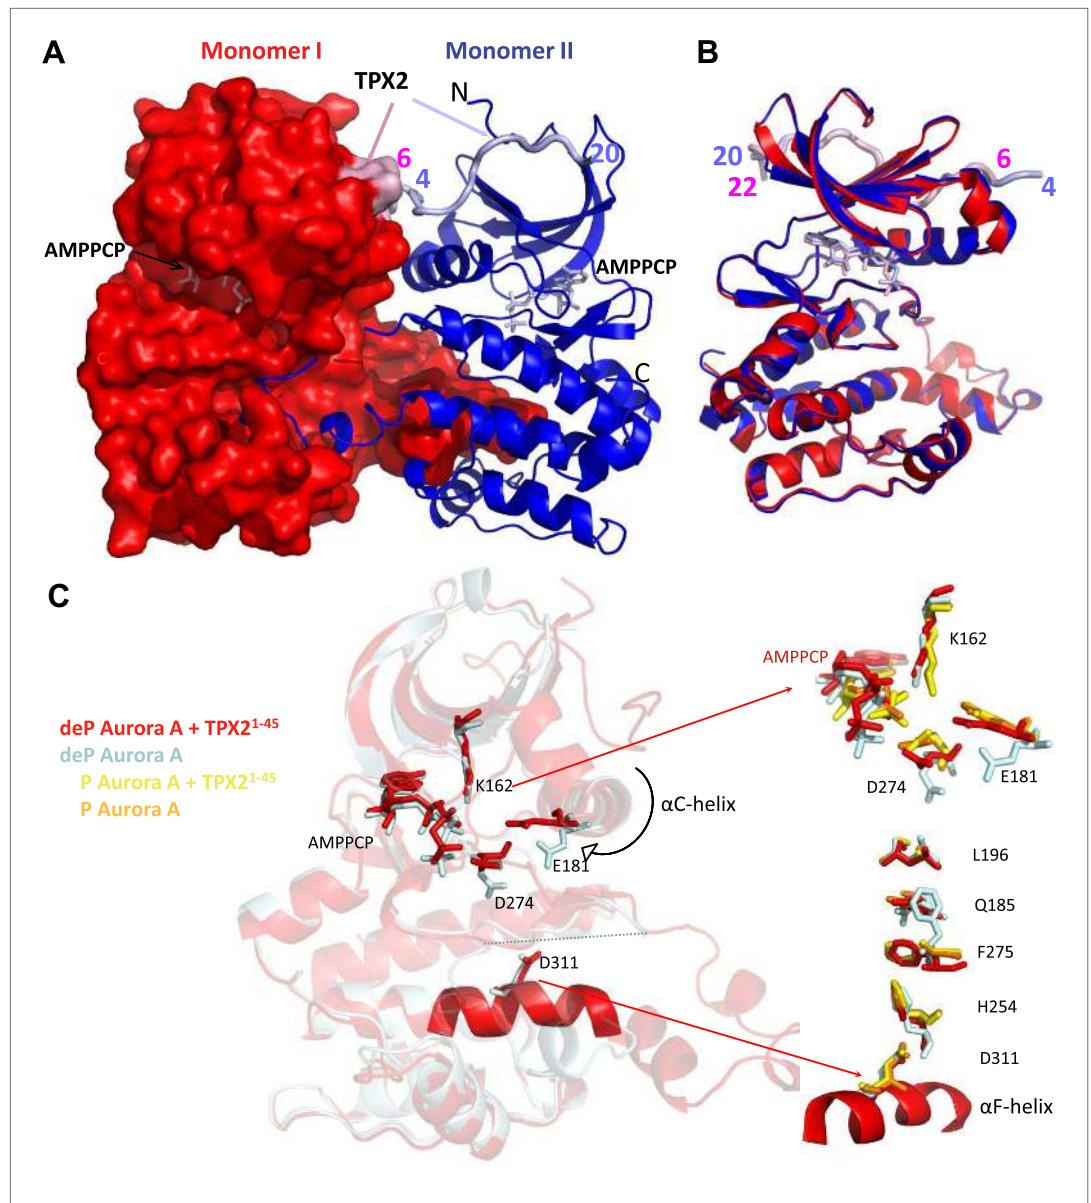 A
Monomer I
Monomer II
TPX2
N
6
4
20
AMPPCP
AMPPCP
C
C
B
20
22
6
4
C
deP Aurora A + TPX2¹⁻⁴⁵
deP Aurora A
P Aurora A + TPX2¹⁻⁴⁵
P Aurora A
K162
AMPPCP
αC-helix
E181
D274
D311
AMPPCP
K162
D274
E181
L196
Q185
F275
H254
D311
αF-helix